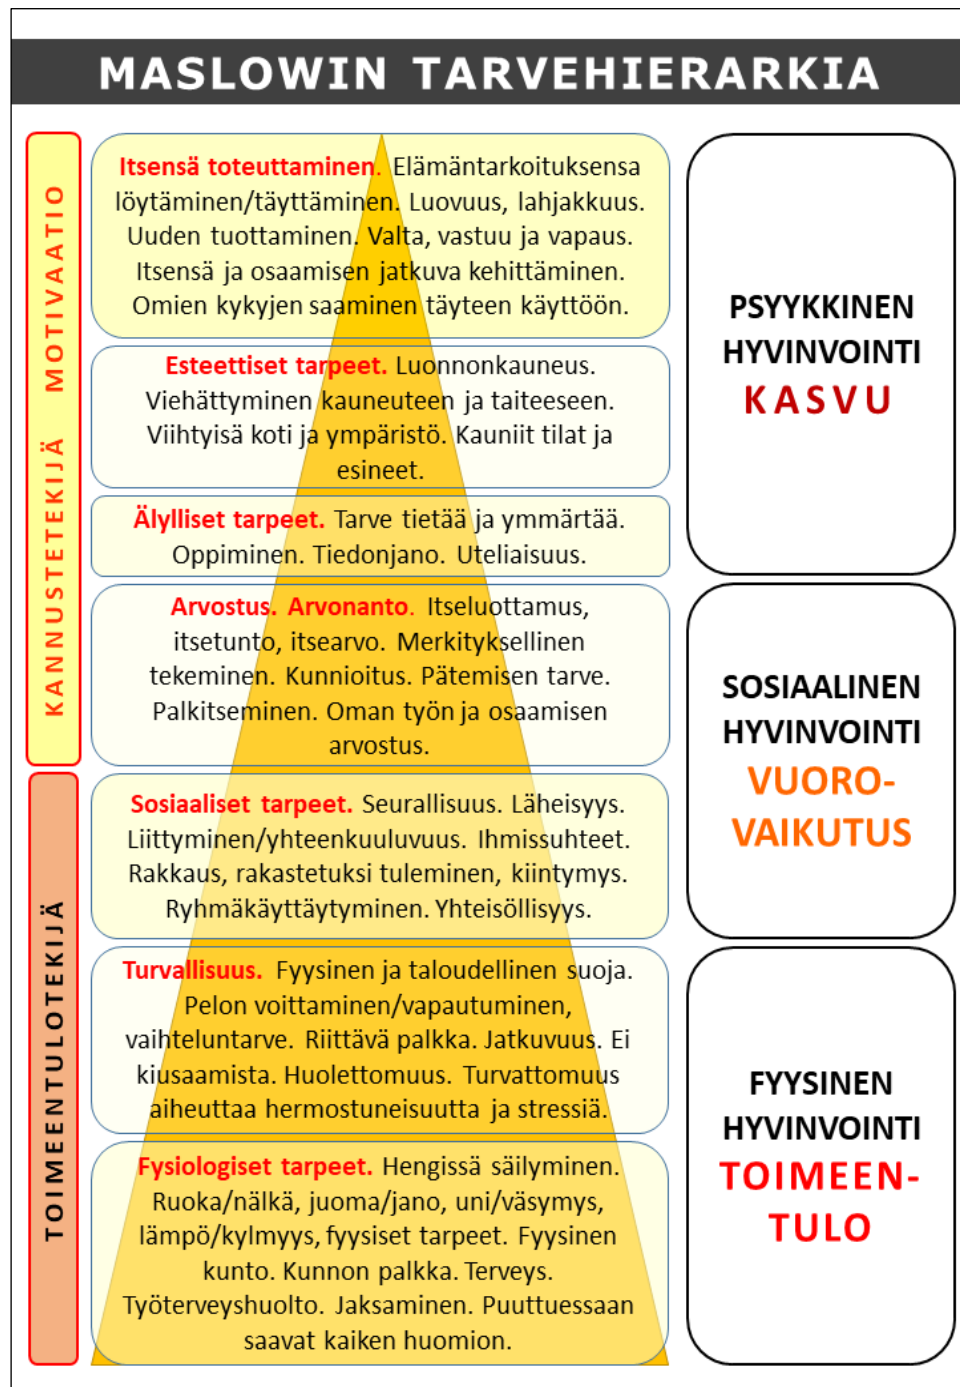 MASLOWIN TARVEHIERARKIA
KANNUSTETEKIJÄ MOTIVAATIO
Itsensä toteuttaminen. Elämäntarkoituksensa
löytäminen/täyttäminen. Luovuus, lahjakkuus.
Uuden tuottaminen. Valta, vastuu ja vapaus.
Itsensä ja osaamisen jatkuva kehittäminen.
Omien kykyjen saaminen täyteen käyttöön.
Esteettiset tarpeet. Luonnonkauneus.
Viehättyminen kauneuteen ja taiteeseen.
Viihtyisä koti ja ympäristö. Kauniit tilat ja
esineet.
Älylliset tarpeet. Tarve tietää ja ymmärtää.
Oppiminen. Tiedonjano. Uteliaisuus.
PSYYKKINEN
HYVINVOINTI
KASVU
Arvostus. Arvonanto. Itseluottamus,
itsetunto, itsearvo. Merkityksellinen
tekeminen. Kunnioitus. Pätemisen tarve.
Palkitseminen. Oman työn ja osaamisen
arvostus.
TOIMEENTULOTEKIJÄ
Sosiaaliset tarpeet. Seurallisuus. Läheisyys.
Liittyminen/yhteenkuuluvuus. Ihmissuhteet.
Rakkaus, rakastetuksi tuleminen, kiintymys.
Ryhmäkäyttäytyminen. Yhteisöllisyys.
SOSIAALINEN
HYVINVOINTI
VUORO-
VAIKUTUS
Turvallisuus. Fyysinen ja taloudellinen suoja.
Pelon voittaminen/vapautuminen,
vaihteluntarve. Riittävä palkka. Jatkuvuus. Ei
kiusaamista. Huolettomuus. Turvattomuus
aiheuttaa hermostuneisuutta ja stressiä.
Fysiologiset tarpeet. Hengissä säilyminen.
Ruoka/nälkä, juoma/jano, uni/väsymys,
lämpö/kylmyys, fyysiset tarpeet. Fyysinen
kunto. Kunnon palkka. Terveys.
Työterveyshuolto. Jaksaminen. Puuttuessaan
saavat kaiken huomion.
FYYSINEN
HYVINVOINTI
TOIMEEN-
TULO